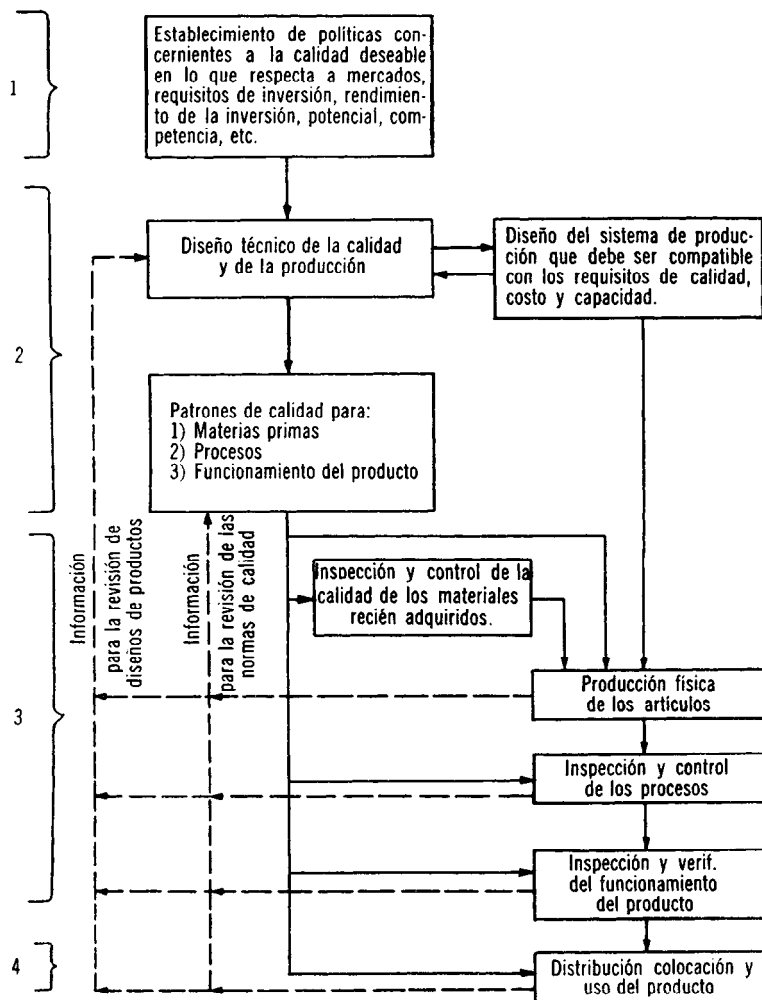 Establecimiento de políticas con-
cernientes a la calidad deseable
en lo que respecta a mercados,
requisitos de inversión, rendimien-
to de la inversión, potencial, com-
petencia, etc.
1
Diseño técnico de la calidad
y de la producción
Diseño del sistema de produc-
ción que debe ser compatible
con los requisitos de calidad,
costo y capacidad.
2
Patrones de calidad para:
1) Materias primas
2) Procesos
3) Funcionamiento del producto
Información
para la revisión de
diseños de productos
Información
para la revisión de las
normas de calidad
Inspección y control de la
calidad de los materiales
recién adquiridos.
3
Producción física
de los artículos
Inspección y control
de los procesos
Inspección y verif.
del funcionamiento
del producto
4
Distribución colocación y
uso del producto